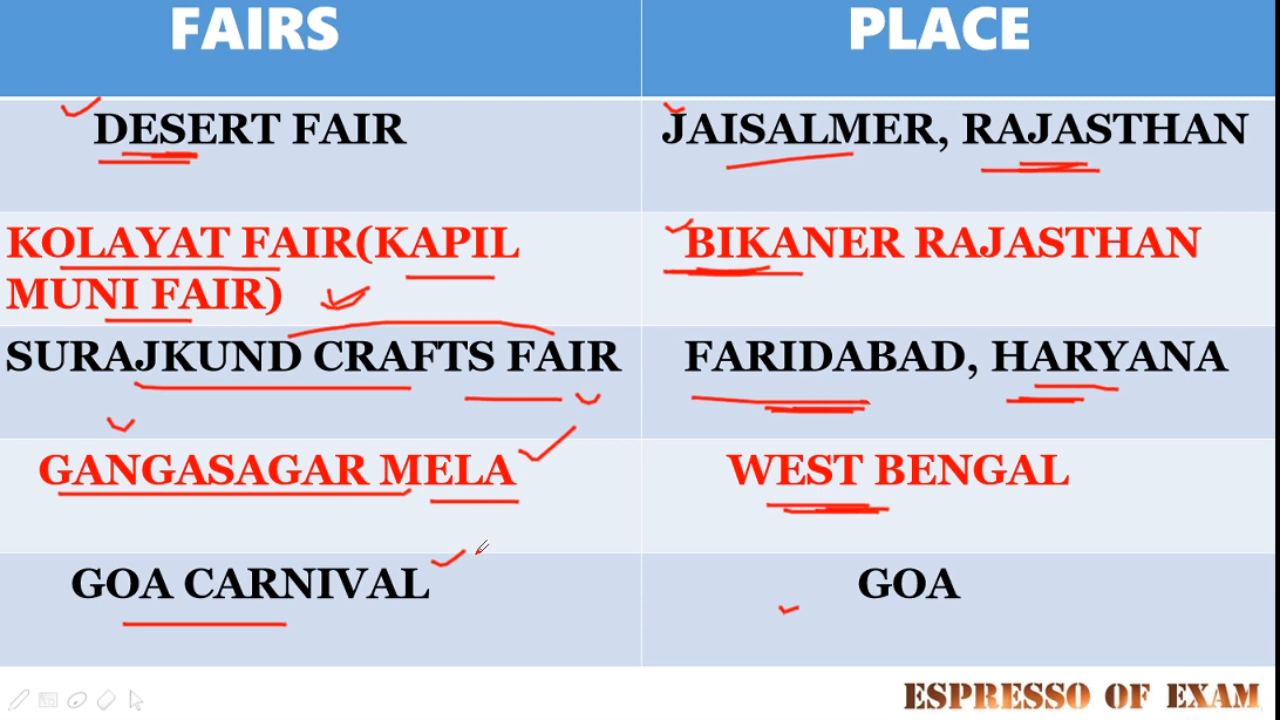 FAIRS PLACE
DESERT FAIR JAISALMER, RAJASTHAN
KOLAYAT FAIR(KAPIL BIKANER RAJASTHAN
MUNI FAIR)
SURAJKUND CRAFTS FAIR FARIDABAD, HARYANA
GANGASAGAR MELA WEST BENGAL
GOA CARNIVAL GOA
ESPRESSO OF EXAM